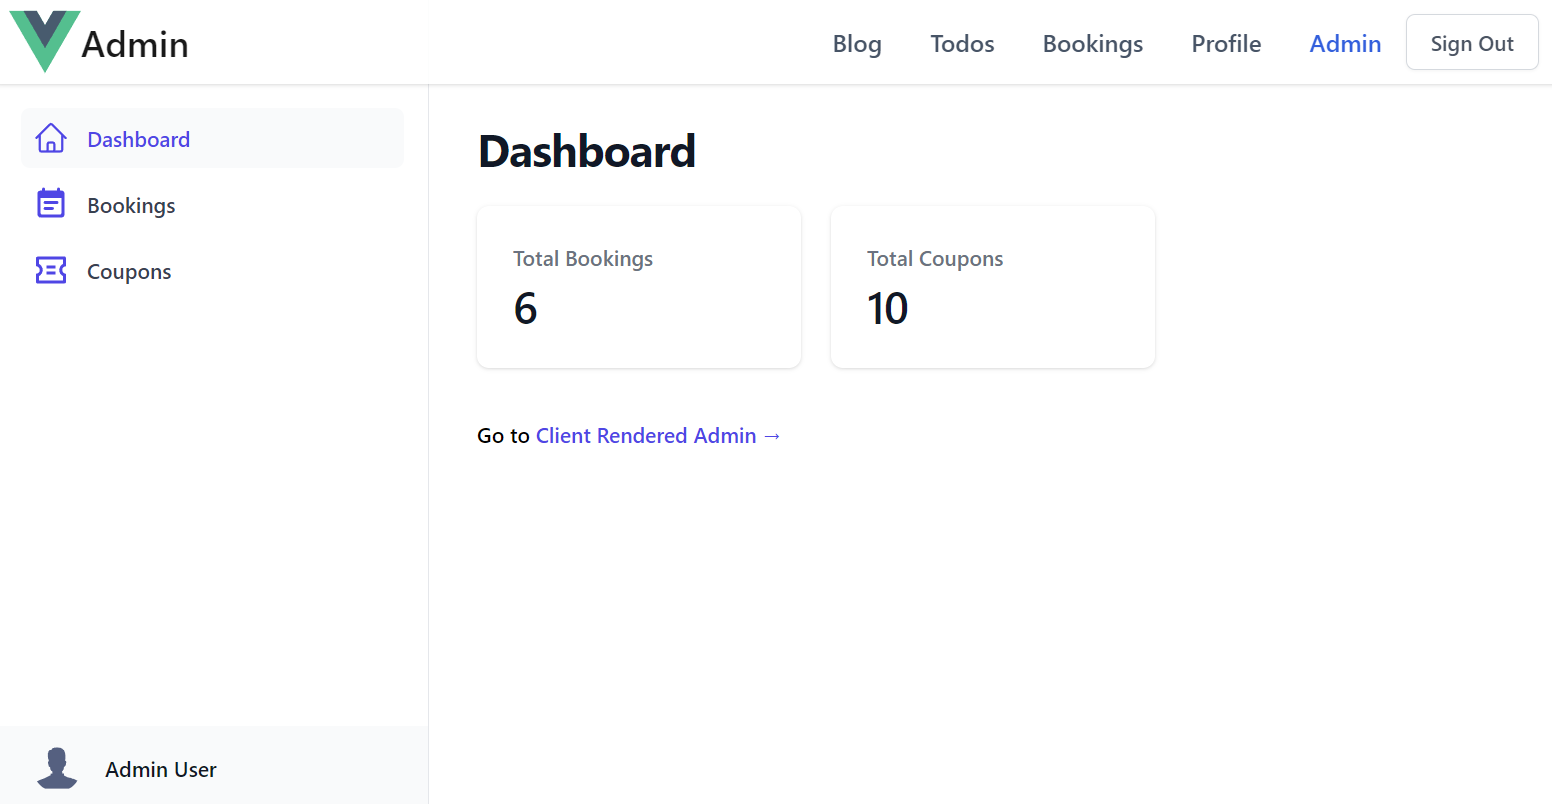 Admin
Blog
Todos
Bookings
Profile
Admin
Sign Out
Dashboard
Bookings
Coupons
Dashboard
Total Bookings
6
Total Coupons
10
Go to Client Rendered Admin →
Admin User